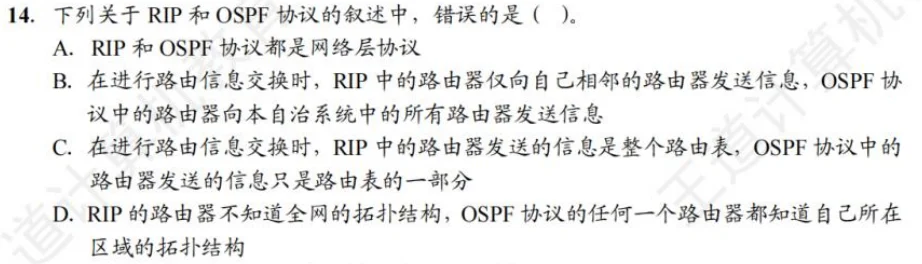 14. 下列关于 RIP 和 OSPF 协议的叙述中，错误的是（ ）。
A. RIP 和 OSPF 协议都是网络层协议
B. 在进行路由信息交换时，RIP 中的路由器仅向自己相邻的路由器发送信息，OSPF 协
议中的路由器向本自治系统中的所有路由器发送信息
C. 在进行路由信息交换时，RIP 中的路由器发送的信息是整个路由表，OSPF 协议中的
路由器发送的信息只是路由表的一部分
D. RIP 的路由器不知道全网的拓扑结构，OSPF 协议的任何一个路由器都知道自己所在
区域的拓扑结构